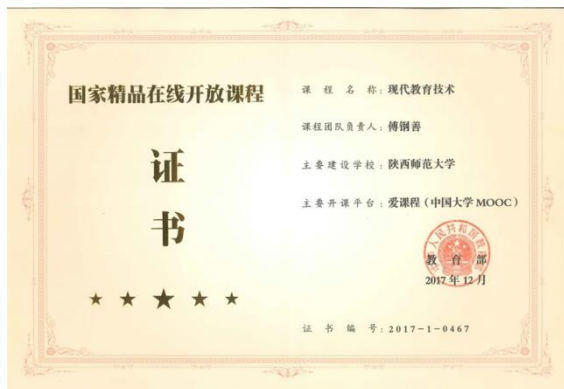 国家精品在线开放课程
证
书
课程名称：现代教育技术
课程团队负责人：傅钢善
主要建设学校：陕西师范大学
主要开课平台：爱课程（中国大学MOOC）
教育部
2017年12月
证书编号：2017-1-0467